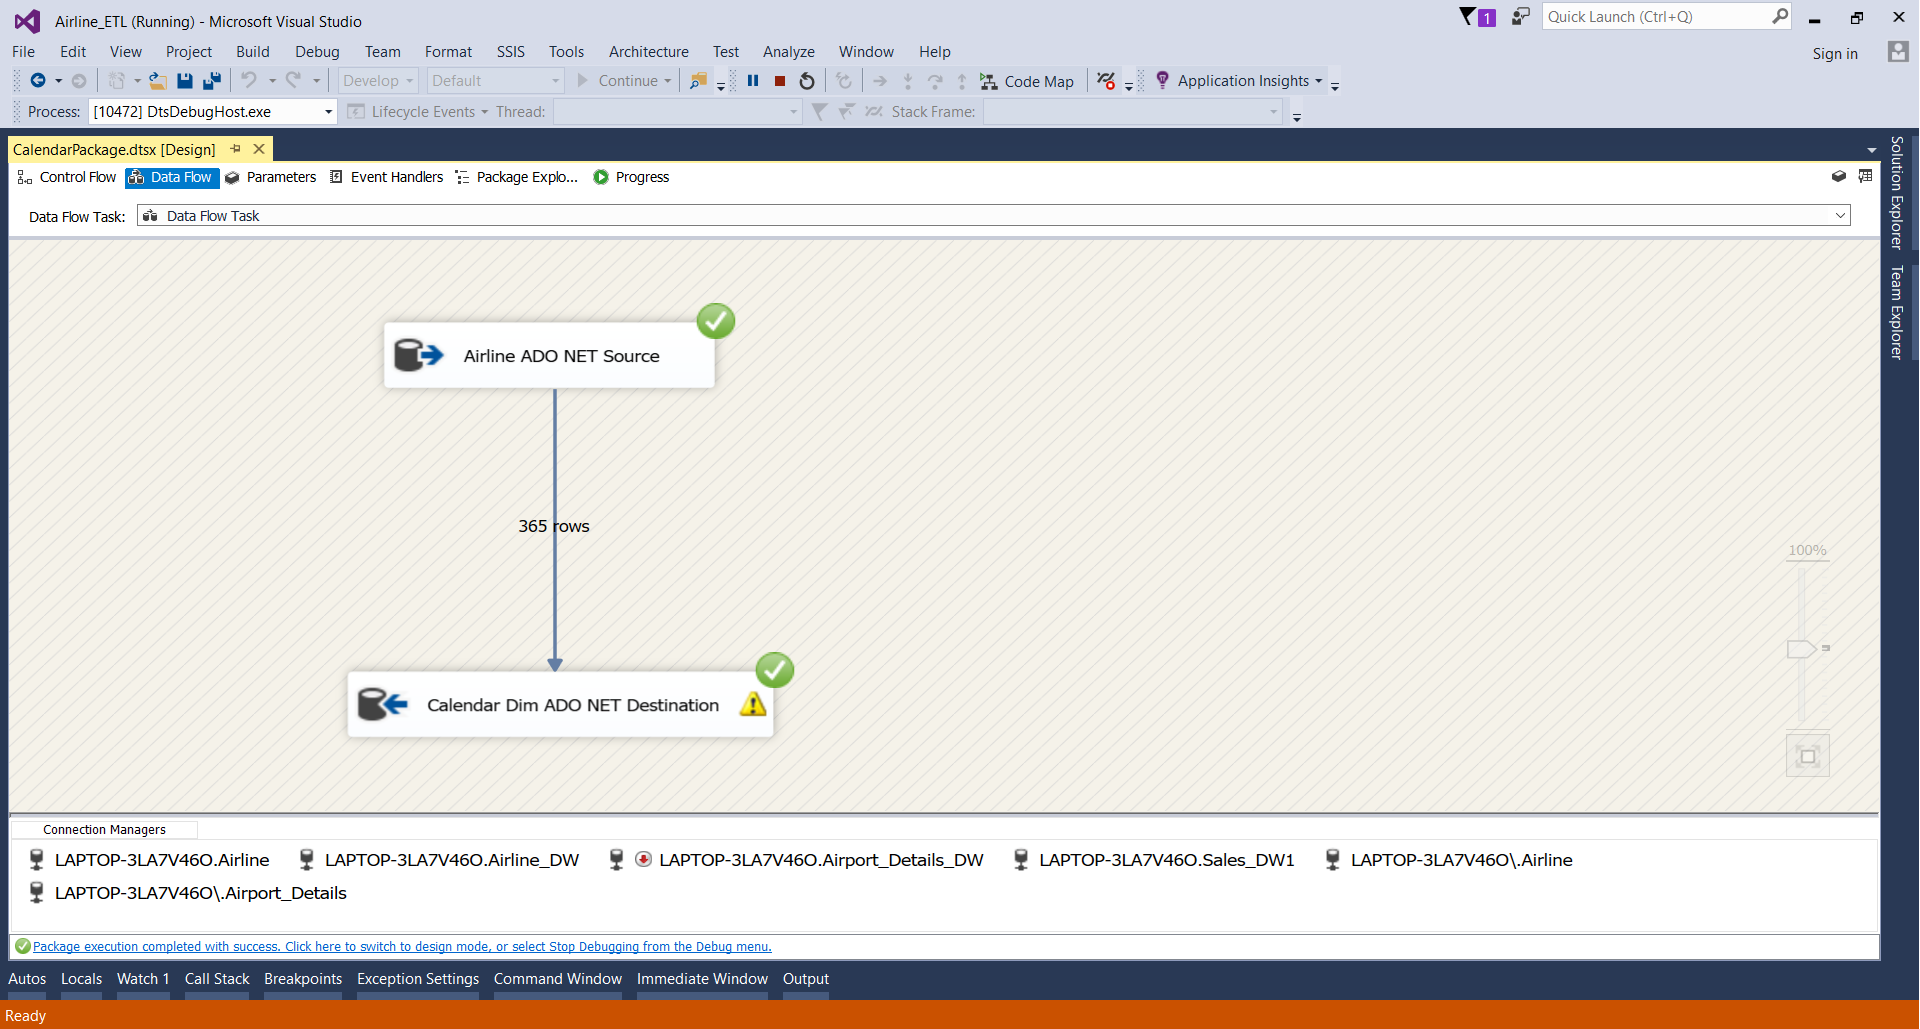 Airline_ETL (Running) - Microsoft Visual Studio
1
Quick Launch (Ctrl+Q)
File Edit View Project Build Debug Team Format SSIS Tools Architecture Test Analyze Window Help
Sign in
Develop Default Continue Code Map Application Insights
Process: [10472] DtsDebugHost.exe Lifecycle Events Thread: Stack Frame:
CalendarPackage.dtsx [Design]
Control Flow Data Flow Parameters Event Handlers Package Explo... Progress
Data Flow Task: Data Flow Task
Solution Explorer
Team Explorer
Airline ADO NET Source
365 rows
100%
Calendar Dim ADO NET Destination
Connection Managers
LAPTOP-3LA7V46O.Airline LAPTOP-3LA7V46O.Airline_DW LAPTOP-3LA7V46O.Airport_Details_DW LAPTOP-3LA7V46O.Sales_DW1 LAPTOP-3LA7V46O\.Airline
LAPTOP-3LA7V46O\.Airport_Details
Package execution completed with success. Click here to switch to design mode, or select Stop Debugging from the Debug menu.
Autos Locals Watch 1 Call Stack Breakpoints Exception Settings Command Window Immediate Window Output
Ready